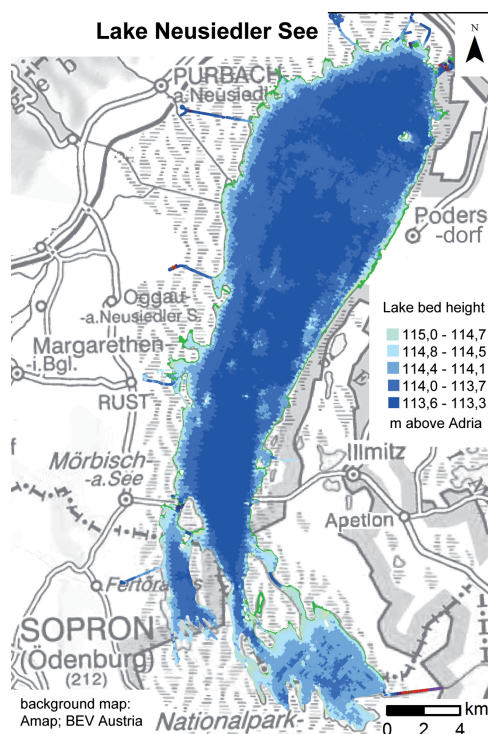 Lake Neusiedler See
N
PURBACH
a.Neusiedl
Poders
-dorf
Oggau-
-a.Neusiedler S.
Margarethen-
-i.Bgl.
RUST
Lake bed height
115,0 - 114,7
114,8 - 114,5
114,4 - 114,1
114,0 - 113,7
113,6 - 113,3
m above Adria
Mörbisch-
-a.See
Illmitz
Apetlon
f
SOPRON
(Ödenburg)
(212)
background map:
Amap; BEV Austria
Nationalpark-
km
0 2 4